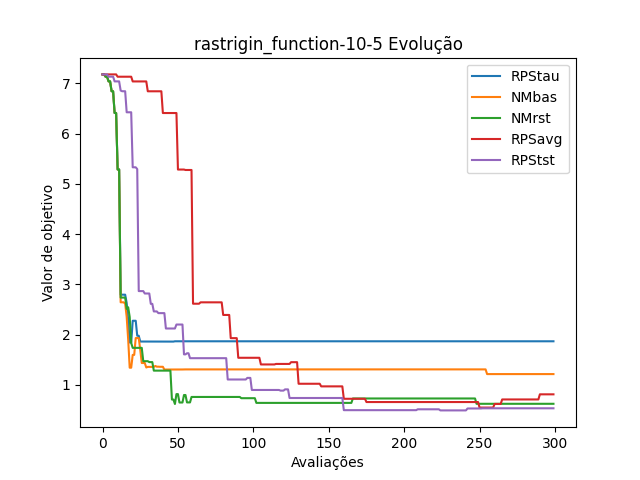 rastrigin_function-10-5 Evolução
RPStau
NMbas
NMrst
RPSavg
RPStst
Valor de objetivo
7
6
5
4
3
2
1
0 50 100 150 200 250 300
Avaliações